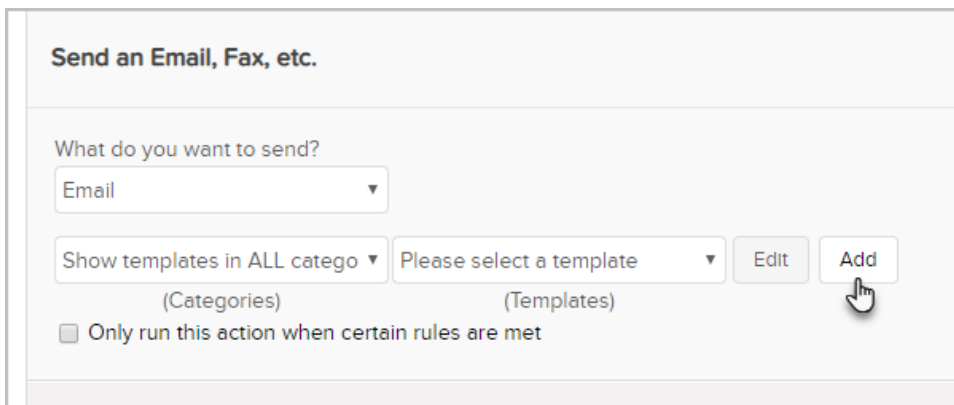 Send an Email, Fax, etc.
What do you want to send?
Email
Show templates in ALL catego Please select a template Edit Add
(Categories) (Templates)
Only run this action when certain rules are met